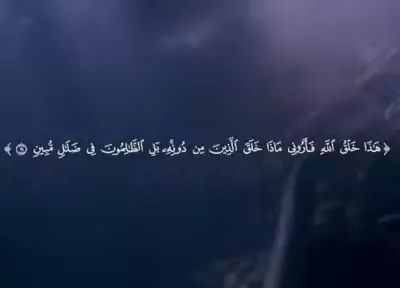 ﴿ هَٰذَا خَلْقُ ٱللَّهِ فَأَرُونِي مَاذَا خَلَقَ ٱلَّذِينَ مِن دُونِهِۦ بَلِ ٱلظَّٰلِمُونَ فِي ضَلَٰلٍ مُّبِينٍ ١١ ﴾